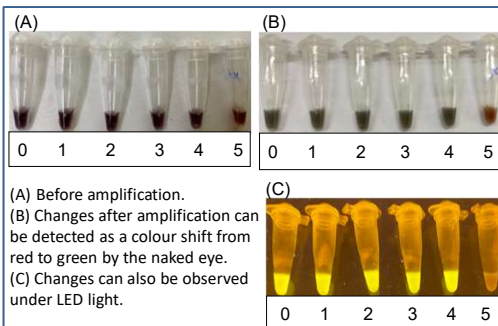 (A)
0 1 2 3 4 5
(B)
0 1 2 3 4 5
(A) Before amplification.
(B) Changes after amplification can
be detected as a colour shift from
red to green by the naked eye.
(C) Changes can also be observed
under LED light.
(C)
0 1 2 3 4 5